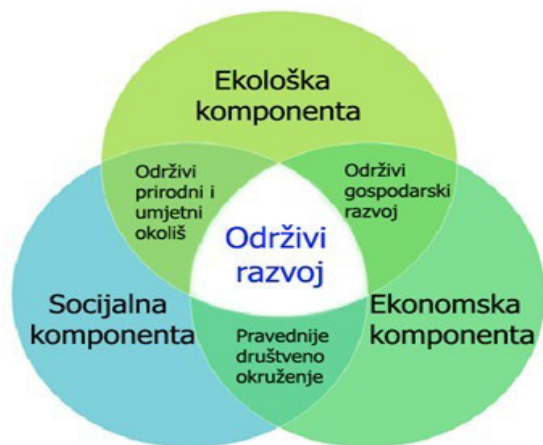 Ekološka
komponenta
Održivi
prirodni i
umjetni
okoliš
Održivi
gospodarski
razvoj
Održivi
razvoj
Socijalna
komponenta
Ekonomska
komponenta
Pravednije
društveno
okruženje